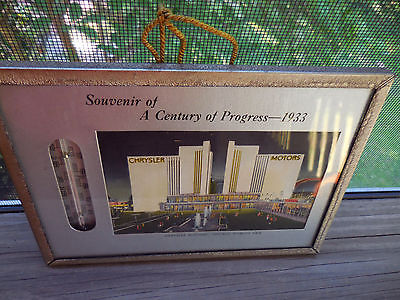 Souvenir of
A Century of Progress—1933
CHRYSLER MOTORS